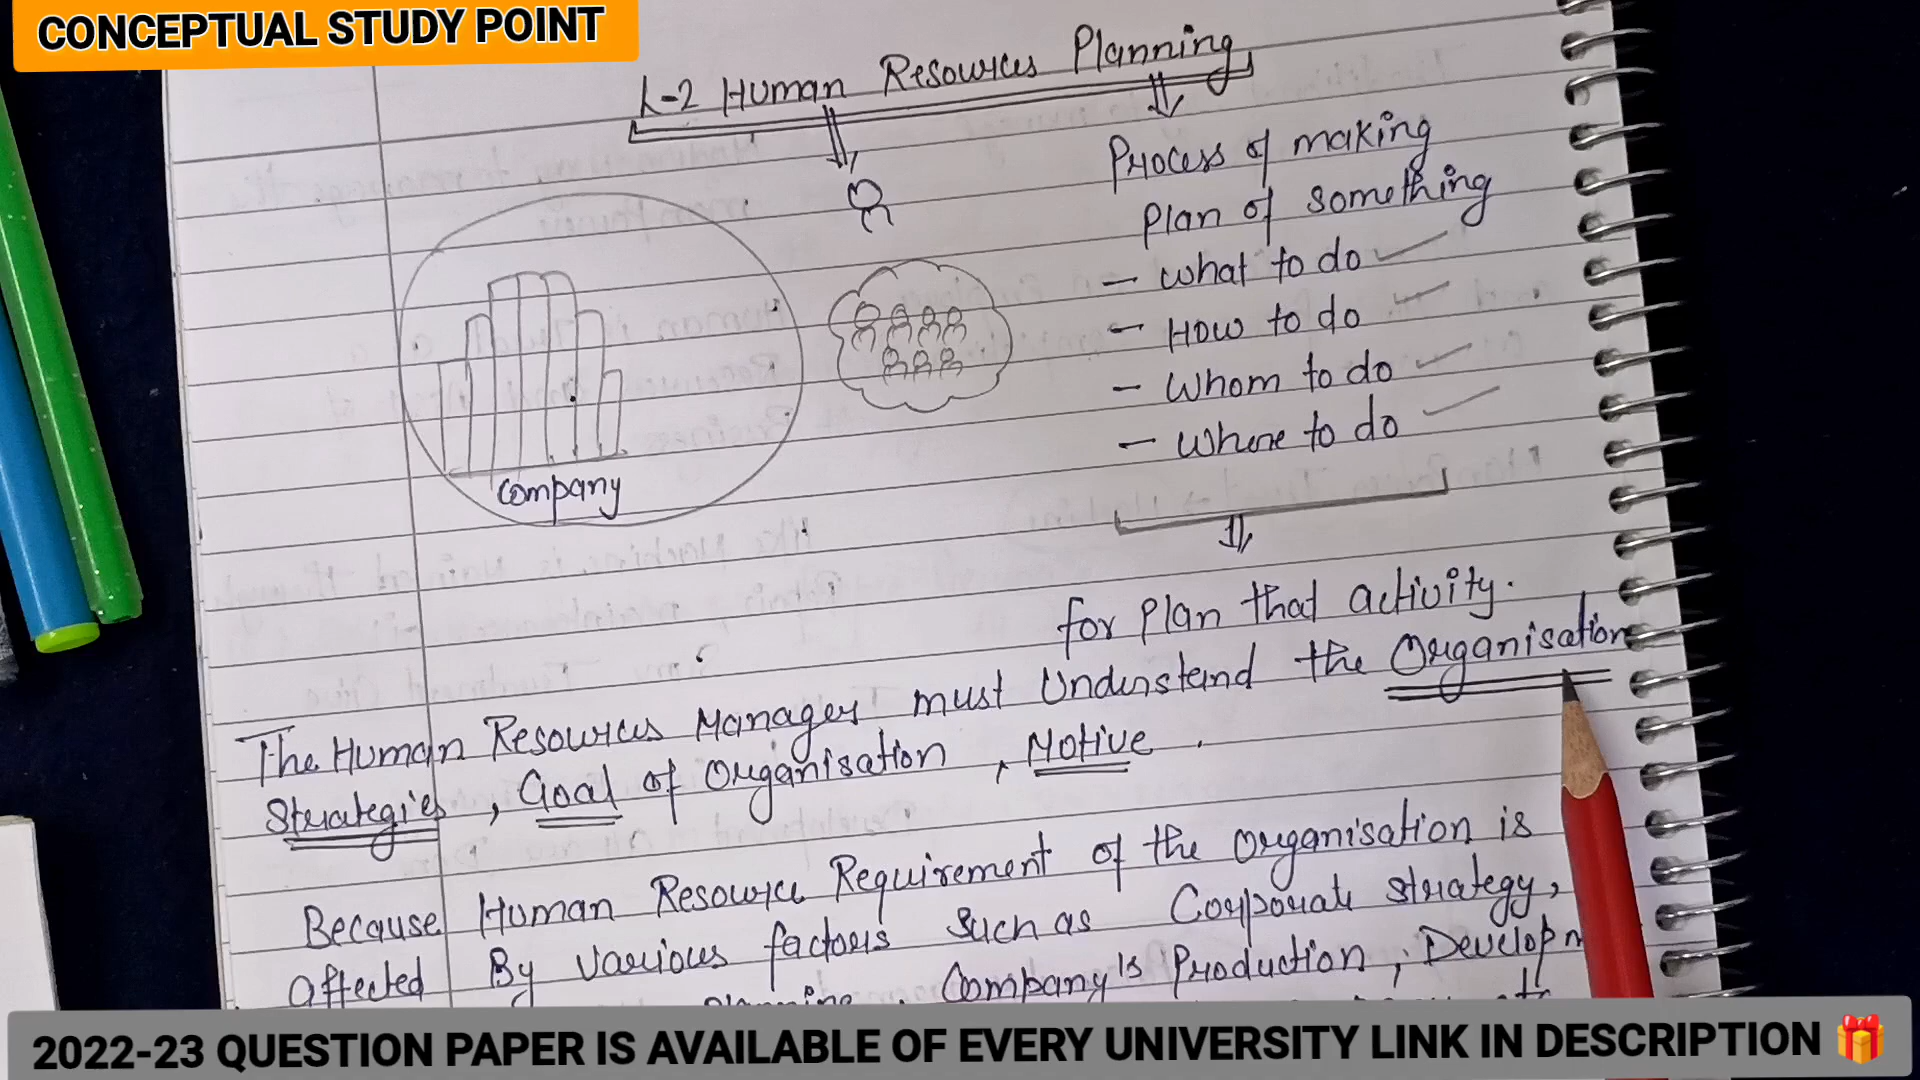 CONCEPTUAL STUDY POINT
L-2 Human Resources Planning
Process of making
Plan of something
- What to do
- How to do
- Whom to do
- Where to do
Company
for Plan that activity.
The Human Resources Manager must Understand the Organisation
Strategies, Goal of Organisation, Motive.
Because Human Resource Requirement of the Organisation is
affected By various factors such as Corporate Strategy,
planning, Company's Production,
2022-23 QUESTION PAPER IS AVAILABLE OF EVERY UNIVERSITY LINK IN DESCRIPTION